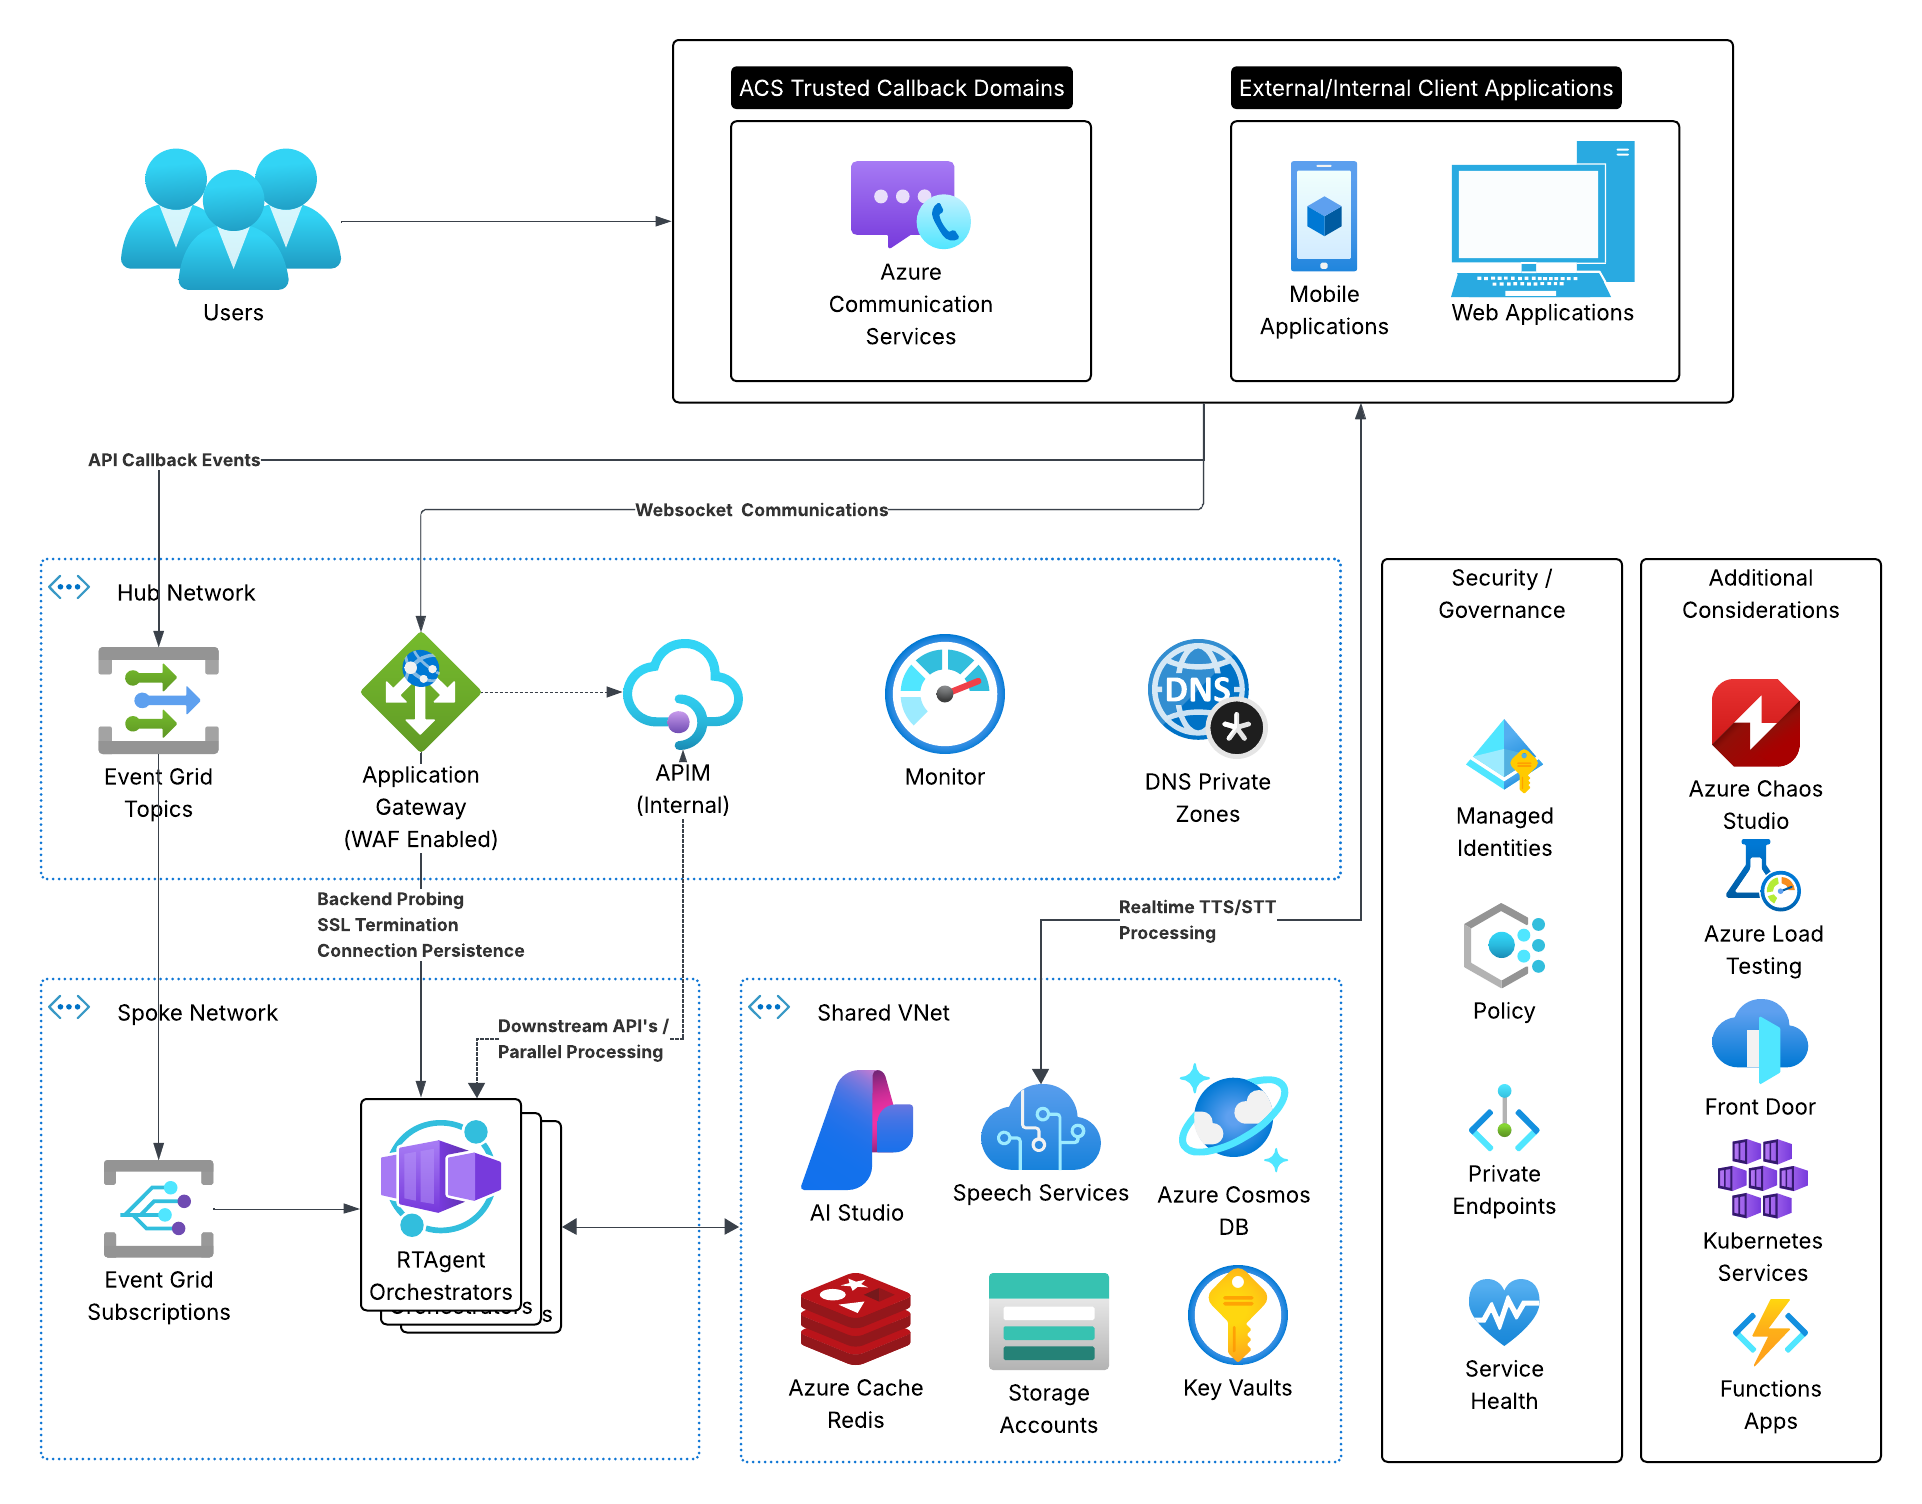 ACS Trusted Callback Domains
External/Internal Client Applications
Azure
Communication
Services
Mobile
Applications
Web Applications
Users
API Callback Events
Websocket  Communications
Hub Network
Event Grid
Topics
Application
Gateway
(WAF Enabled)
APIM
(Internal)
Monitor
DNS
DNS Private
Zones
Backend Probing
SSL Termination
Connection Persistence
Realtime TTS/STT
Processing
Spoke Network
Downstream API's /
Parallel Processing
Event Grid
Subscriptions
RTAgent
Orchestrators
Orchestrators
s
Shared VNet
AI Studio
Speech Services
Azure Cosmos
DB
Azure Cache
Redis
Storage
Accounts
Key Vaults
Security /
Governance
Managed
Identities
Policy
Private
Endpoints
Service
Health
Additional
Considerations
Azure Chaos
Studio
Azure Load
Testing
Front Door
Kubernetes
Services
Functions
Apps